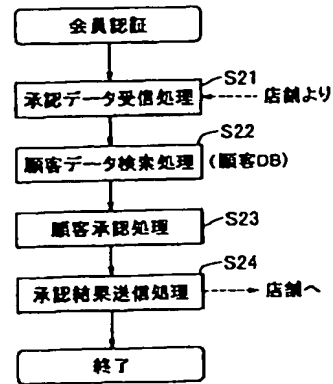 会員認証
S21
承認データ受信処理
店舗より
S22
顧客データ検索処理
(顧客DB)
S23
顧客承認処理
S24
承認結果送信処理
店舗へ
終了